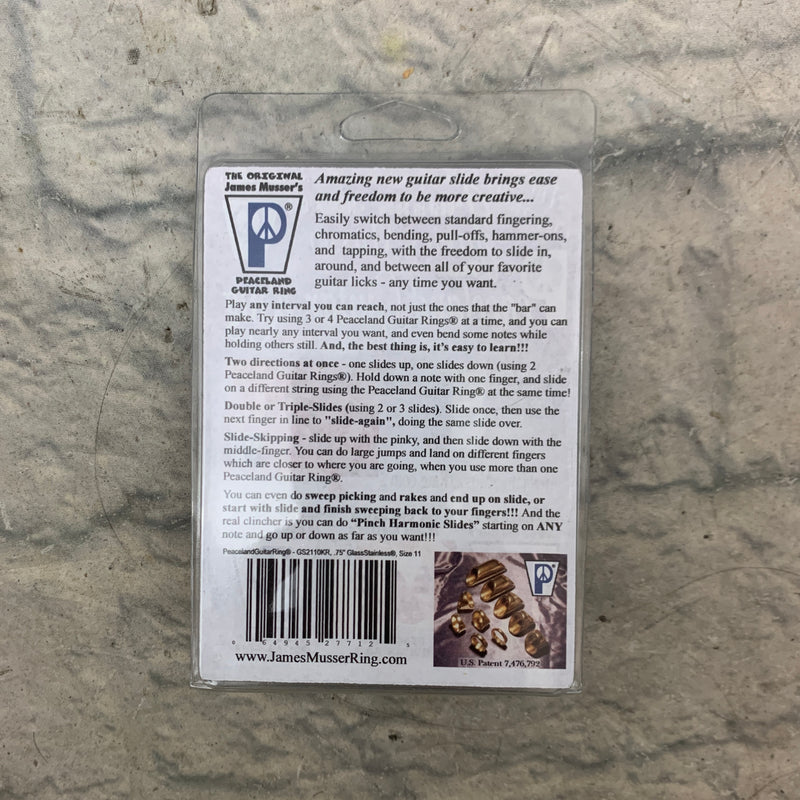 THE ORIGINAL
James Musser's
P®
PEACELAND
GUITAR RING
Amazing new guitar slide brings ease
and freedom to be more creative...
Easily switch between standard fingering,
chromatics, bending, pull-offs, hammer-ons,
and tapping, with the freedom to slide in,
around, and between all of your favorite
guitar licks - any time you want.
Play any interval you can reach, not just the ones that the "bar" can
make. Try using 3 or 4 Peaceland Guitar Rings® at a time, and you can
play nearly any interval you want, and even bend some notes while
holding others still. And, the best thing is, it's easy to learn!!!
Two directions at once - one slides up, one slides down (using 2
Peaceland Guitar Rings®). Hold down a note with one finger, and slide
on a different string using the Peaceland Guitar Ring® at the same time!
Double or Triple-Slides (using 2 or 3 slides). Slide once, then use the
next finger in line to "slide-again", doing the same slide over.
Slide-Skipping - slide up with the pinky, and then slide down with the
middle-finger. You can do large jumps and land on different fingers
which are closer to where you are going, when you use more than one
Peaceland Guitar Ring®.
You can even do sweep picking and rakes and end up on slide, or
start with slide and finish sweeping back to your fingers!!! And the
real clincher is you can do “Pinch Harmonic Slides” starting on ANY
note and go up or down as far as you want!!!
PeacelandGuitarRing® - GS2110KR, .75" GlassStainless®, Size 11
0 64945 27712 5
www.JamesMusserRing.com
P
U.S. Patent 7,476,792